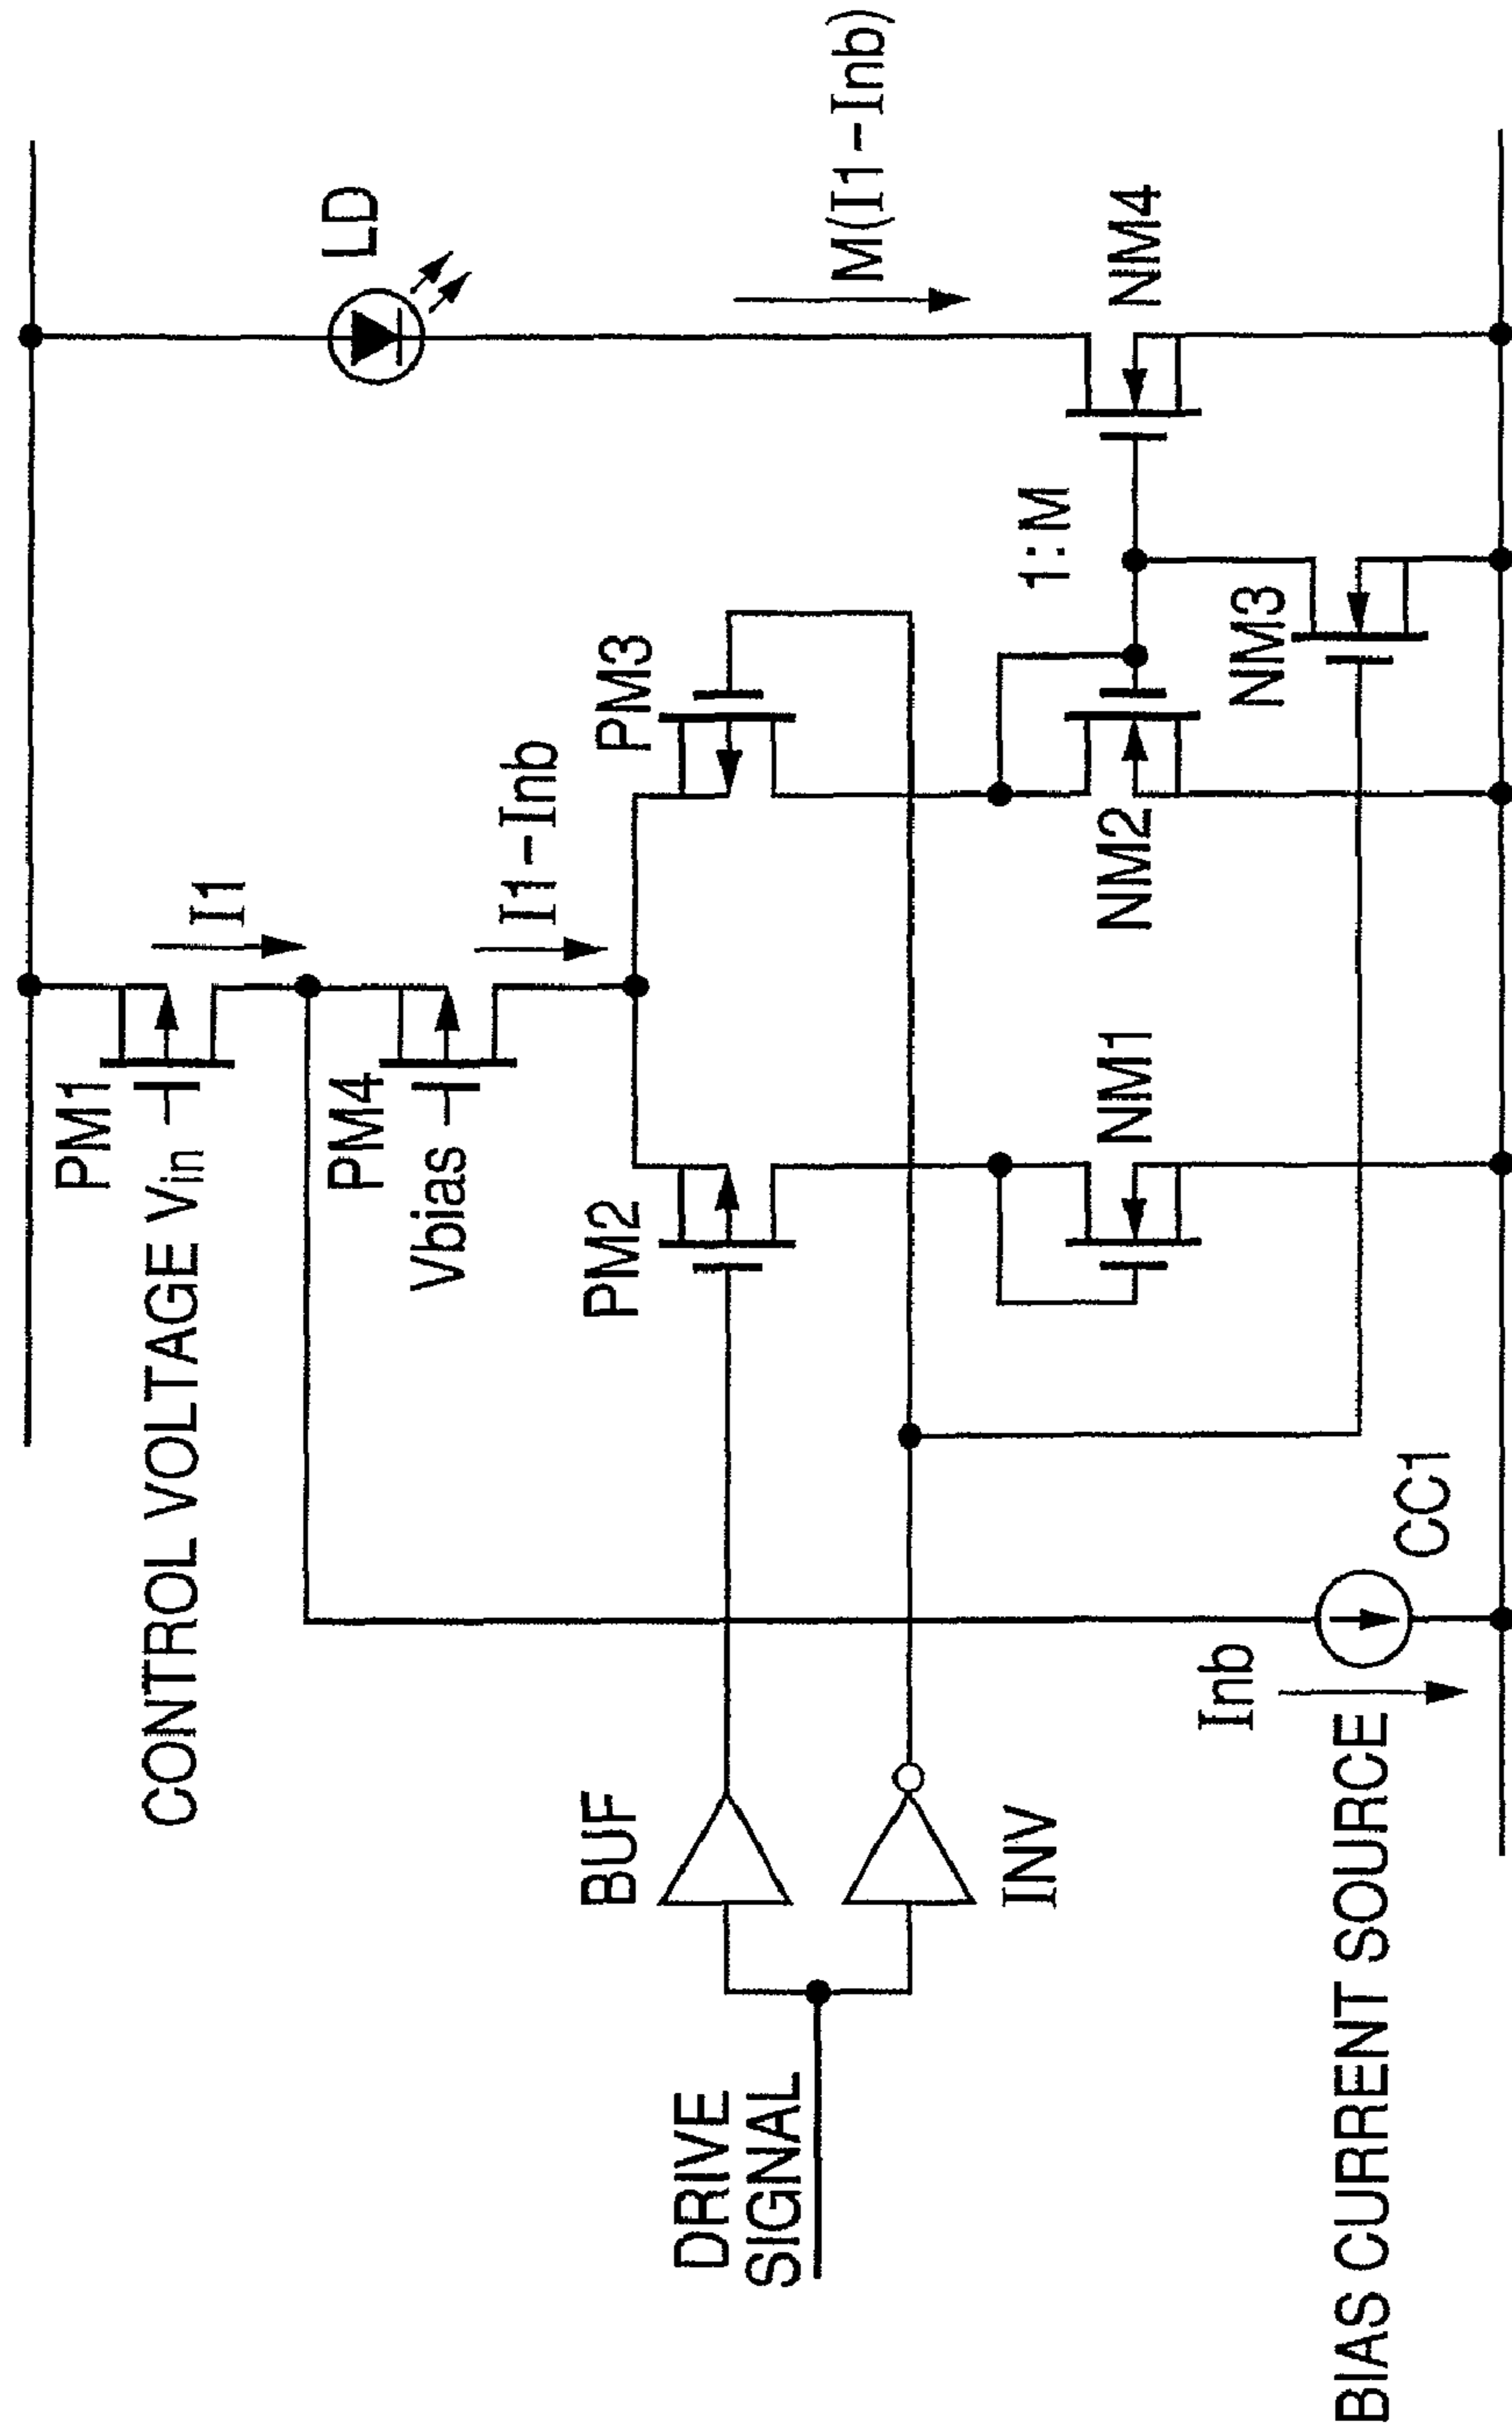 PM1
CONTROL VOLTAGE Vin
I1
PM4
Vbias
I1-Inb
LD
M(I1-Inb)
BUF
PM2
PM3
DRIVE
SIGNAL
INV
NM1
NM2
1:M
NM4
NM3
Inb
BIAS CURRENT SOURCE
CC1